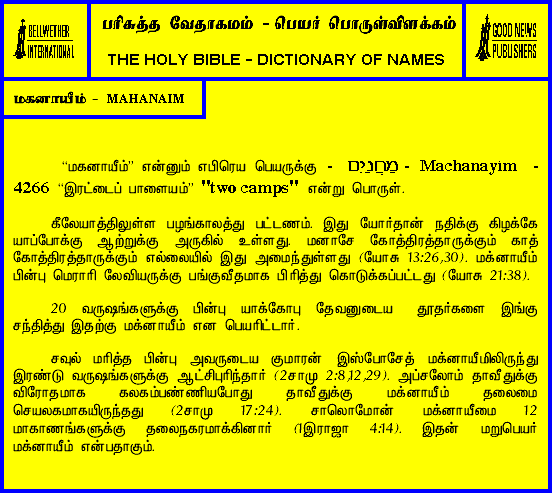 BELLWETHER
INTERNATIONAL
பரிசுத்த வேதாகமம் - பெயர் பொருள்விளக்கம்
THE HOLY BIBLE - DICTIONARY OF NAMES
GOOD NEWS
PUBLISHERS
மகனாயீம் - MAHANAIM
“மகனாயீம்” என்னும் எபிரெய பெயருக்கு - מַחֲנַיִם - Machanayim -
4266 “இரட்டைப் பாளையம்” "two camps" என்று பொருள்.
கீலேயாத்திலுள்ள பழங்காலத்து பட்டணம். இது யோர்தான் நதிக்கு கிழக்கே
யாப்போக்கு ஆற்றுக்கு அருகில் உள்ளது. மனாசே கோத்திரத்தாருக்கும் காத்
கோத்திரத்தாருக்கும் எல்லையில் இது அமைந்துள்ளது (யோசு 13:26,30). மக்னாயீம்
பின்பு மெராரி லேவியருக்கு பங்குவீதமாக பிரித்து கொடுக்கப்பட்டது (யோசு 21:38).
20 வருஷங்களுக்கு பின்பு யாக்கோபு தேவனுடைய தூதர்களை இங்கு
சந்தித்து இதற்கு மக்னாயீம் என பெயரிட்டார்.
சவுல் மரித்த பின்பு அவருடைய குமாரன் இஸ்போசேத் மக்னாயீமிலிருந்து
இரண்டு வருஷங்களுக்கு ஆட்சிபுரிந்தார் (2சாமு 2:8,12,29). அப்சலோம் தாவீதுக்கு
விரோதமாக கலகம்பண்ணியபோது தாவீதுக்கு மக்னாயீம் தலைமை
செயலகமாகயிருந்தது (2சாமு 17:24). சாலொமோன் மக்னாயீமை 12
மாகாணங்களுக்கு தலைநகரமாக்கினார் (1இராஜா 4:14). இதன் மறுபெயர்
மக்னாயீம் என்பதாகும்.